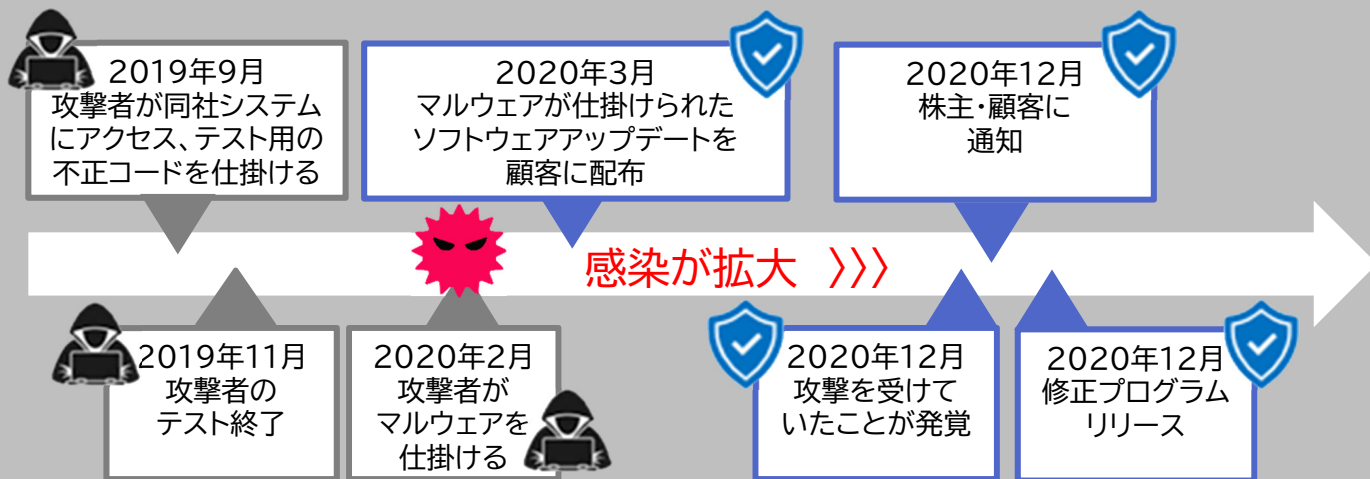 2019年9月
攻撃者が同社システム
にアクセス、テスト用の
不正コードを仕掛ける
2020年3月
マルウェアが仕掛けられた
ソフトウェアアップデートを
顧客に配布
2020年12月
株主・顧客に
通知
感染が拡大 〉〉〉
2019年11月
攻撃者の
テスト終了
2020年2月
攻撃者が
マルウェアを
仕掛ける
2020年12月
攻撃を受けて
いたことが発覚
2020年12月
修正プログラム
リリース